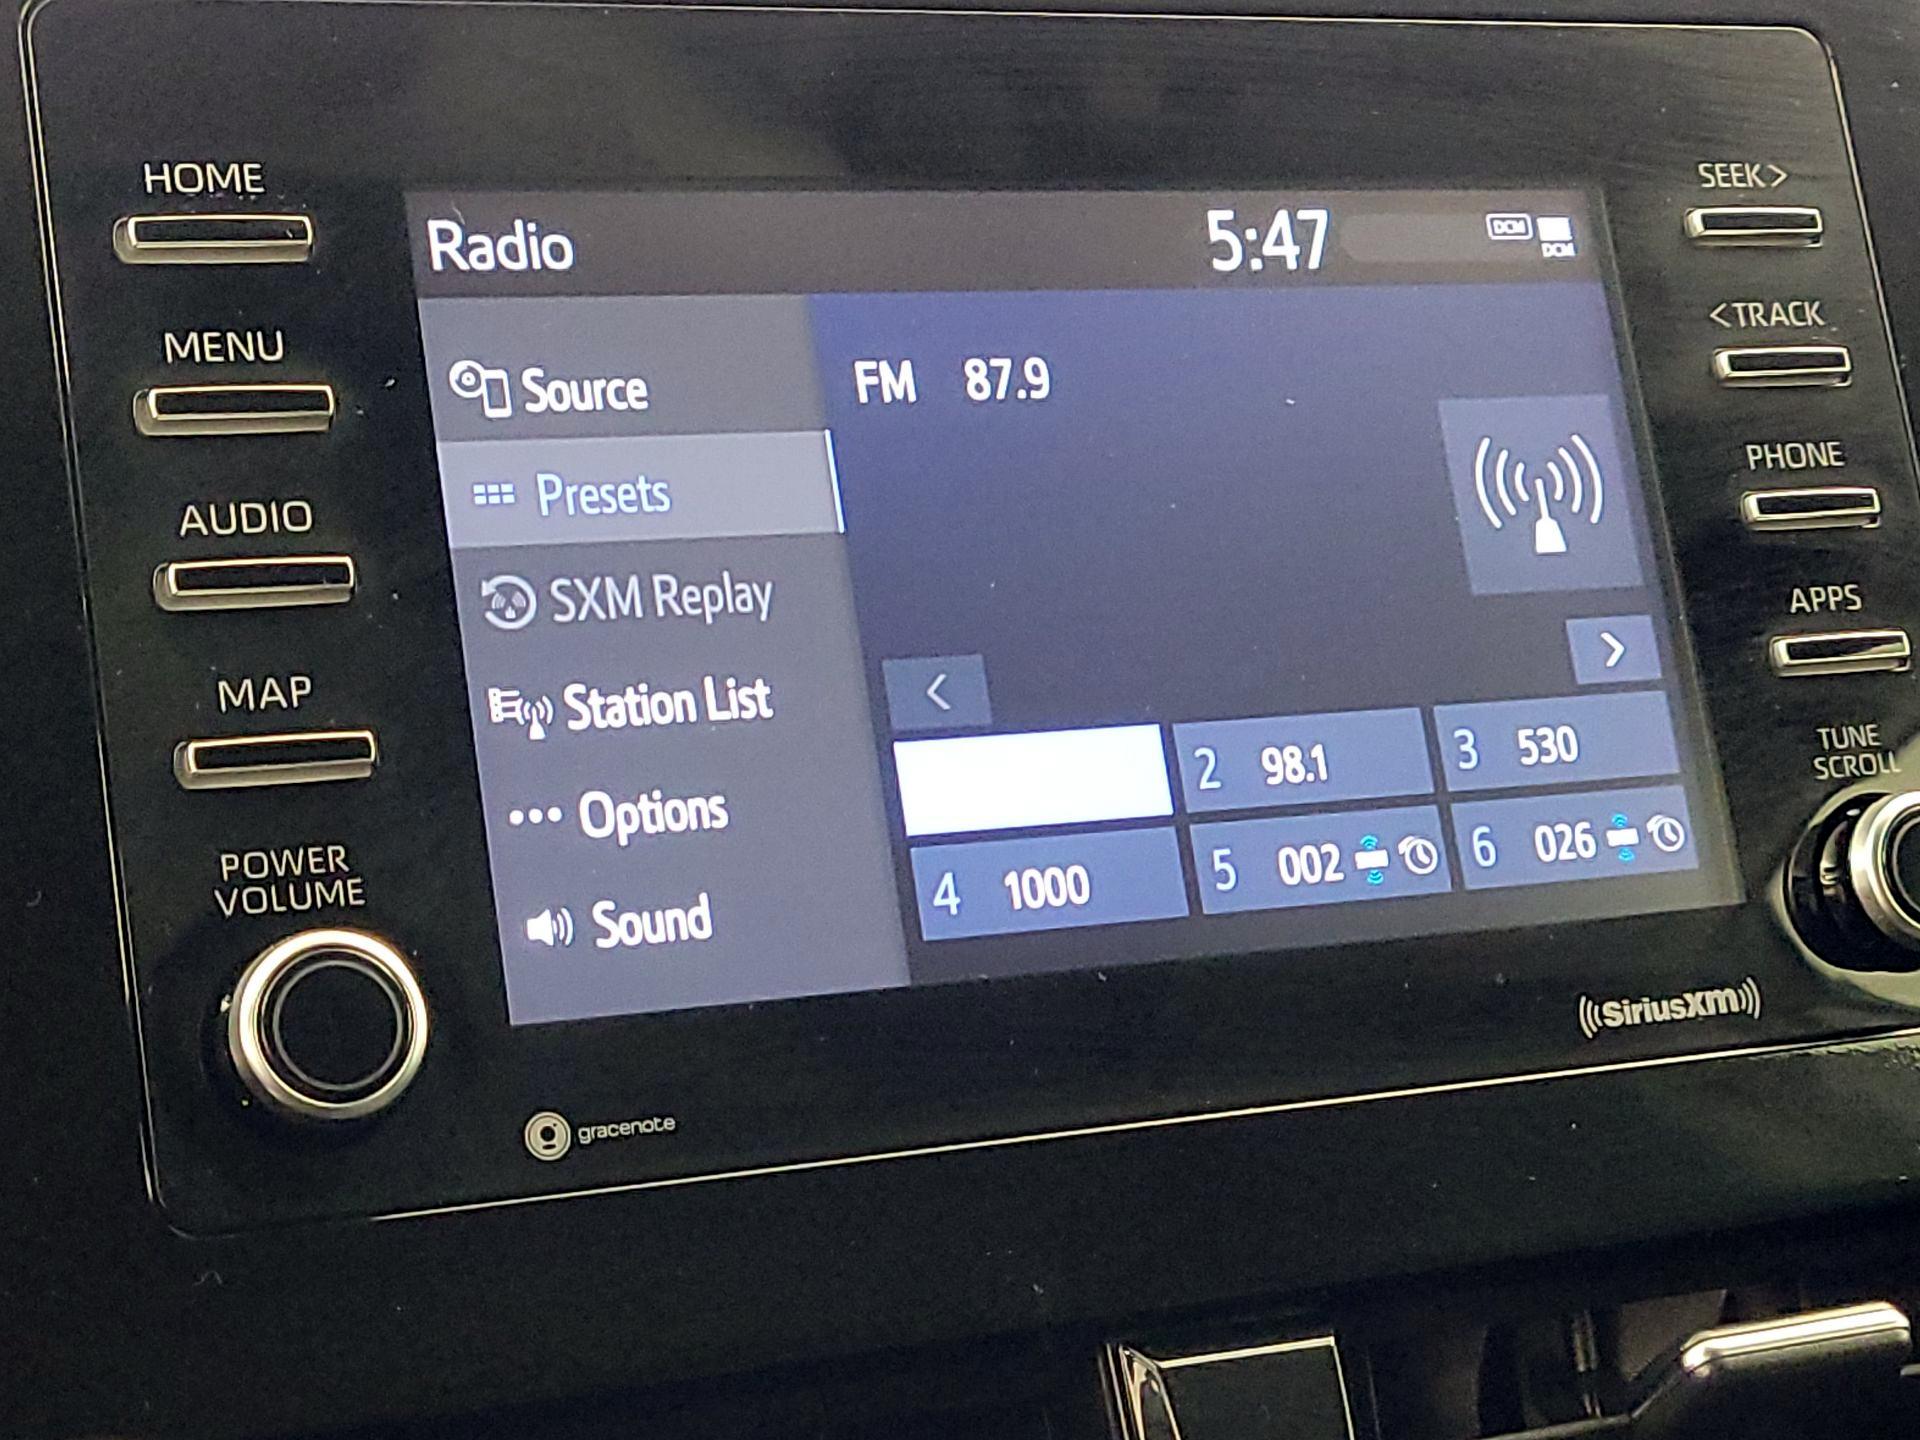 HOME
MENU
AUDIO
MAP
POWER
VOLUME
Radio
5:47
DCM
DCM
Source
Presets
SXM Replay
Station List
Options
Sound
FM 87.9
<
>
2 98.1
3 530
4 1000
5 002
6 026
SEEK>
<TRACK
PHONE
APPS
TUNE
SCROLL
((SiriusXM))
gracenote